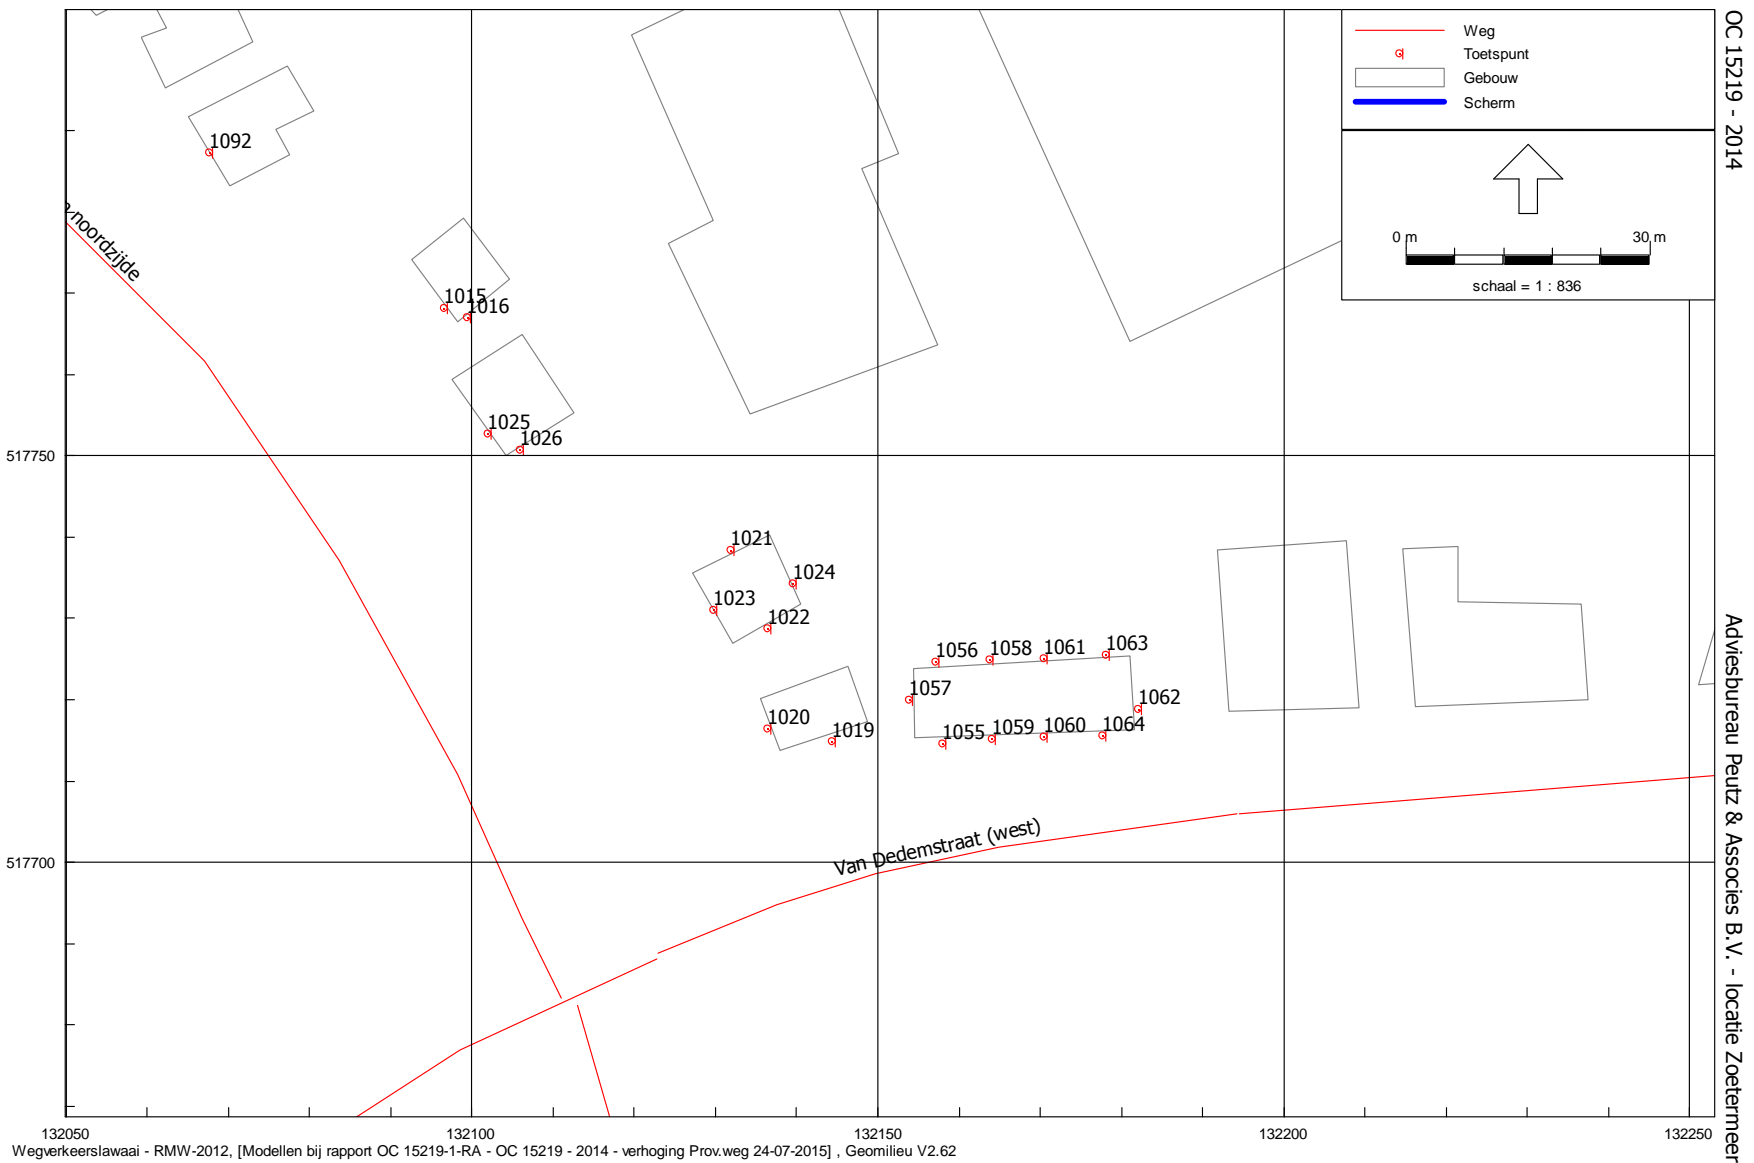 Weg
Toetspunt
Gebouw
Scherm
0 m
30 m
schaal = 1 : 836
OC 15219 - 2014
Adviesbureau Peutz & Associes B.V. - locatie Zoetermeer
1092
noordzijde
1015
1016
1025
1026
517750
1021
1024
1023
1022
1056
1058
1061
1063
1057
1062
1020
1019
1055
1059
1060
1064
Van Dedemstraat (west)
517700
132050
132100
132150
132200
132250
Wegverkeerslawaai - RMW-2012, [Modellen bij rapport OC 15219-1-RA - OC 15219 - 2014 - verhoging Prov.weg 24-07-2015] , Geomilieu V2.62